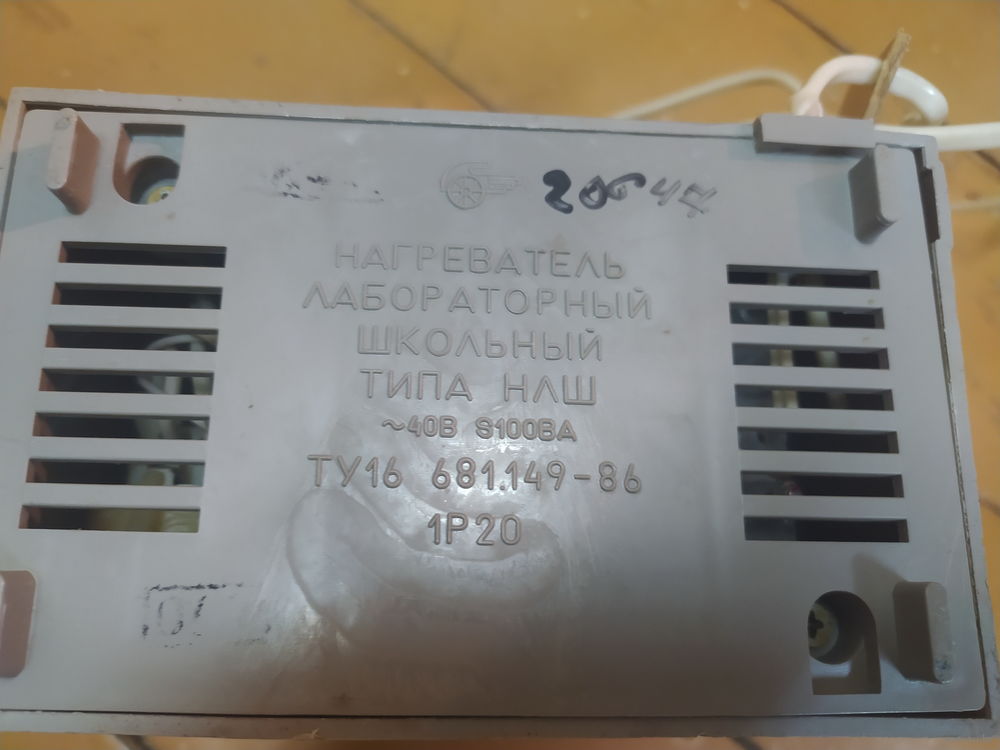 НАГРЕВАТЕЛЬ
ЛАБОРАТОРНЫЙ
ШКОЛЬНЫЙ
ТИПА НЛШ
~40В S100ВА
ТУ16 681.149-86
1Р20